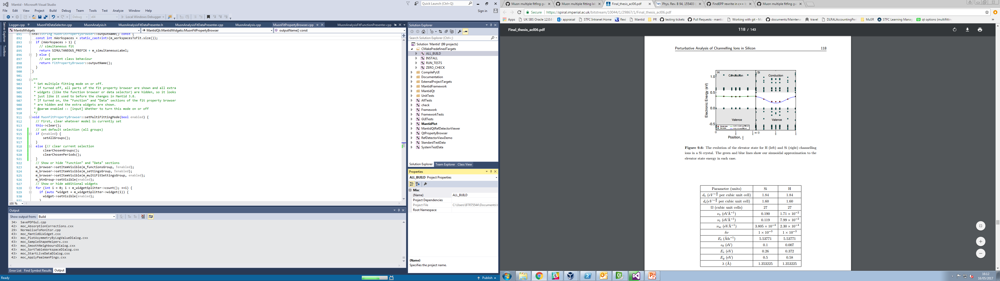 Mantid - Microsoft Visual Studio
Quick Launch (Ctrl+Q)
File Edit View Project Build Debug Team Tools Test Analyze Window Help
Sign in
Debug x64 Local Windows Debugger
Server Explorer
Toolbox
Logger.cpp MuonFitDataSelector.cpp MuonAnalysis.h MuonAnalysisFitDataPresenter.h MuonAnalysisFitDataPresenter.cpp MuonAnalysis.cpp MuonFitPropertyBrowser.cpp MuonAnalysisFitFunctionPresenter.cpp
MantidWidgets MantidQt::MantidWidgets::MuonFitPropertyBrowser outputName() const
891 std::string MuonFitPropertyBrowser::outputName() const {
892 const int nWorkspaces = static_cast<int>(m_workspacesToFit.size());
893 if (nWorkspaces > 1) {
894 // simultaneous fit
895 return SIMULTANEOUS_PREFIX + m_simultaneousLabel;
896 } else {
897 // use parent class behaviour
898 return FitPropertyBrowser::outputName();
899 }
900 }
901
902 /**
903 * Set multiple fitting mode on or off.
904 * If turned off, all parts of the fit property browser are shown and all extra
905 * widgets (like the function browser or data selector) are hidden, so it looks
906 * just like it used to before the changes in Mantid 3.8.
907 * If turned on, the "Function" and "Data" sections of the fit property browser
908 * are hidden and the extra widgets are shown.
909 * @param enabled :: [input] Whether to turn this mode on or off
910 */
911 void MuonFitPropertyBrowser::setMultiFittingMode(bool enabled) {
912 // First, clear whatever model is currently set
913 this->clear();
914 // set default selection (all groups)
915 if (enabled) {
916 setAllGroups();
917 }
918 else {// clear current selection
919 clearChosenGroups();
920 clearChosenPeriods();
921 }
922 // Show or hide "Function" and "Data" sections
923 m_browser->setItemVisible(m_functionsGroup, !enabled);
924 m_browser->setItemVisible(m_settingsGroup, !enabled);
925 m_browser->setItemVisible(m_multiFitSettingsGroup, enabled);
926 m_btnGroup->setVisible(enabled);
927 // Show or hide additional widgets
928 for (int i = 0; i < m_widgetSplitter->count(); ++i) {
929 if (auto *widget = m_widgetSplitter->widget(i)) {
930 widget->setVisible(enabled);
931 }
100 %
Output
Show output from: Build
34> SavePDFGui.cpp
42> moc_AbsorptionCorrections.cxx
29> NormaliseToMonitor.cpp
43> moc_MantidGLWidget.cxx
43> moc_PlotAsymmetryByLogValueDialog.cxx
43> moc_SampleShapeHelpers.cxx
43> moc_SmoothNeighboursDialog.cxx
43> moc_SortTableWorkspaceDialog.cxx
43> moc_StartLiveDataDialog.cxx
42> moc_ApplyPaalmanPings.cxx
Error List Find Symbol Results Output
Ready
Publish
Solution Explorer
Search Solution Explorer (Ctrl+;)
Solution 'Mantid' (99 projects)
CMakePredefinedTargets
ALL_BUILD
INSTALL
RUN_TESTS
ZERO_CHECK
CompilePyUI
Documentation
ExternalProjectTargets
MantidFramework
MantidQt
UnitTests
AllTests
check
Framework
FrameworkTests
GUITests
MantidPlot
MantidQtRefDetectorViewer
QtPropertyBrowser
RefDetectorViewDemo
StandardTestData
SystemTestData
Solution Explorer Team Explorer Class View
Properties
ALL_BUILD Project Properties
Misc
(Name) ALL_BUILD
Project Dependencies
Project File C:\Users\BTR75544\Documents\
Root Namespace
(Name)
Specifies the project name.
Muon multiple fitting gu Muon multiple fitting lab Final_thesis_acl06.pdf Phys. Rev. B 94, 155403 FindEPP rewrite in c++ b Muon multiple fitting gu
Secure https://spiral.imperial.ac.uk/bitstream/10044/1/29867/1/Final_thesis_acl06.pdf
Apps UK SBS Oracle 12.0.6 appraisal STFC Intranet Home flexi Mantid PR testing tickets Pull Requests - mantid Working with git - Ma documents/Maintena travel DLRALAccountingPeri MuSR STFC Learning Manag qt options (multifittin
Final_thesis_acl06.pdf
118 / 143
Perturbative Analysis of Channelling Ions in Silicon 118
H Si
Conduction Conduction
Valence Valence
1.0
0.5
0.0
-0.5
Electronic Energy (eV)
0 1/8 1/4 = 0 1/8 1/4
Position, z/a
Figure 9.6: The evolution of the elevator state for H (left) and Si (right) channelling
ions in a Si crystal. The green and blue lines show our sinusoidal approximation to the
elevator state energy in each case.
Parameter (units) Si H
d_v (eV^{-3/2} per cubic unit cell) 1.84 1.84
d_c(eV^{-3/2} per cubic unit cell) 1.60 1.60
Ω (cubic unit cells) 27 27
ν_v (eVÅ⁻¹) 0.190 1.71 × 10⁻²
ν_c (eVÅ⁻¹) 0.119 7.99 × 10⁻²
ν_vc (eVÅ⁻¹) 3.805 × 10⁻⁴ 2.30 × 10⁻⁴
δν 1 × 10⁻³ 1 × 10⁻³
E_t (Åfs⁻¹) 5.53771 5.53771
ϵ₀ (eV) 0.1 0.007
E_e (eV) 0.26 0.372
E_g (eV) 0.5 0.58
λ (Å) 1.353225 1.353225
16:12
16/05/2017